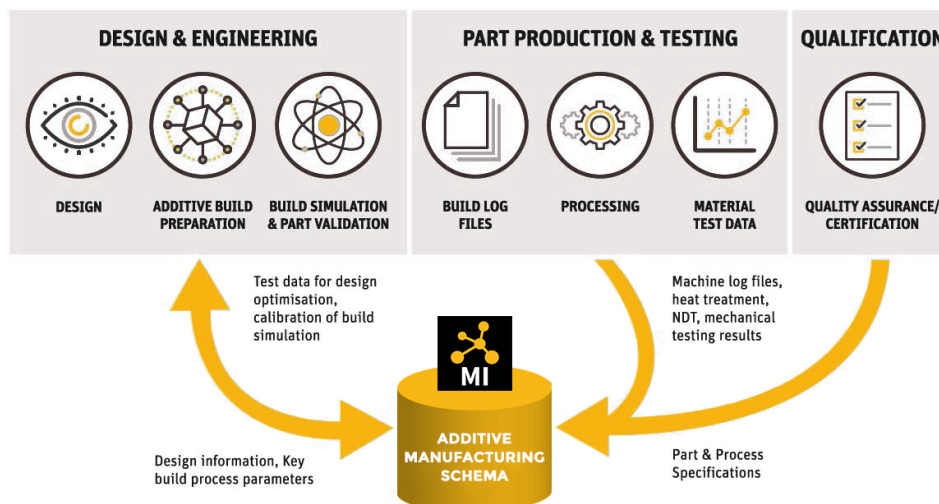 DESIGN & ENGINEERING
DESIGN
ADDITIVE BUILD
PREPARATION
BUILD SIMULATION
& PART VALIDATION
PART PRODUCTION & TESTING
BUILD LOG
FILES
PROCESSING
MATERIAL
TEST DATA
QUALIFICATION
QUALITY ASSURANCE/
CERTIFICATION
Test data for design
optimisation,
calibration of build
simulation
Machine log files,
heat treatment,
NDT, mechanical
testing results
MI
ADDITIVE
MANUFACTURING
SCHEMA
Design information, Key
build process parameters
Part & Process
Specifications